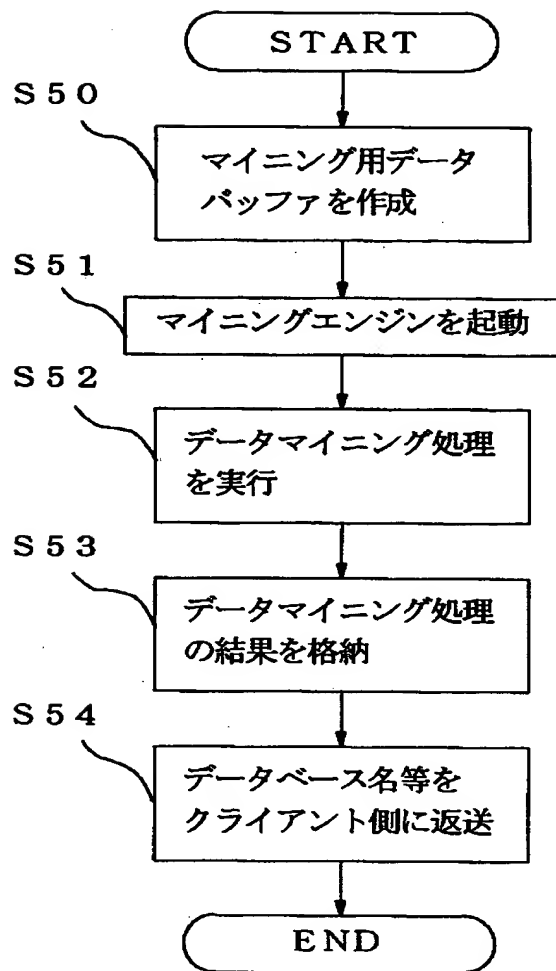 START
S50
マイニング用データ
バッファを作成
S51
マイニングエンジンを起動
S52
データマイニング処理
を実行
S53
データマイニング処理
の結果を格納
S54
データベース名等を
クライアント側に返送
END